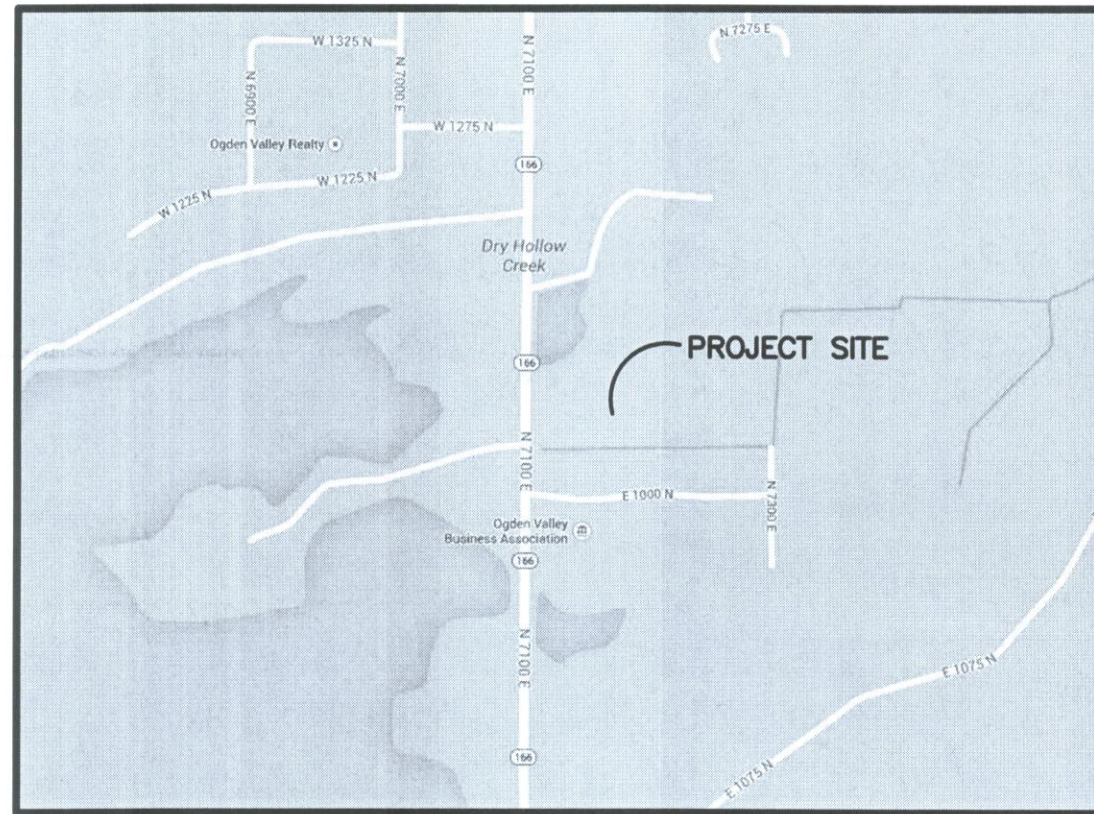 W 1325 N
N 7275 E
N 7100 E
N 7000 E
N 6900 E
W 1275 N
Ogden Valley Realty
166
W 1225 N
W 1225 N
Dry Hollow
Creek
PROJECT SITE
166
N 7100 E
E 1000 N
N 7300 E
Ogden Valley
Business Association
166
N 7100 E
E 1075 N
166
E 1075 N